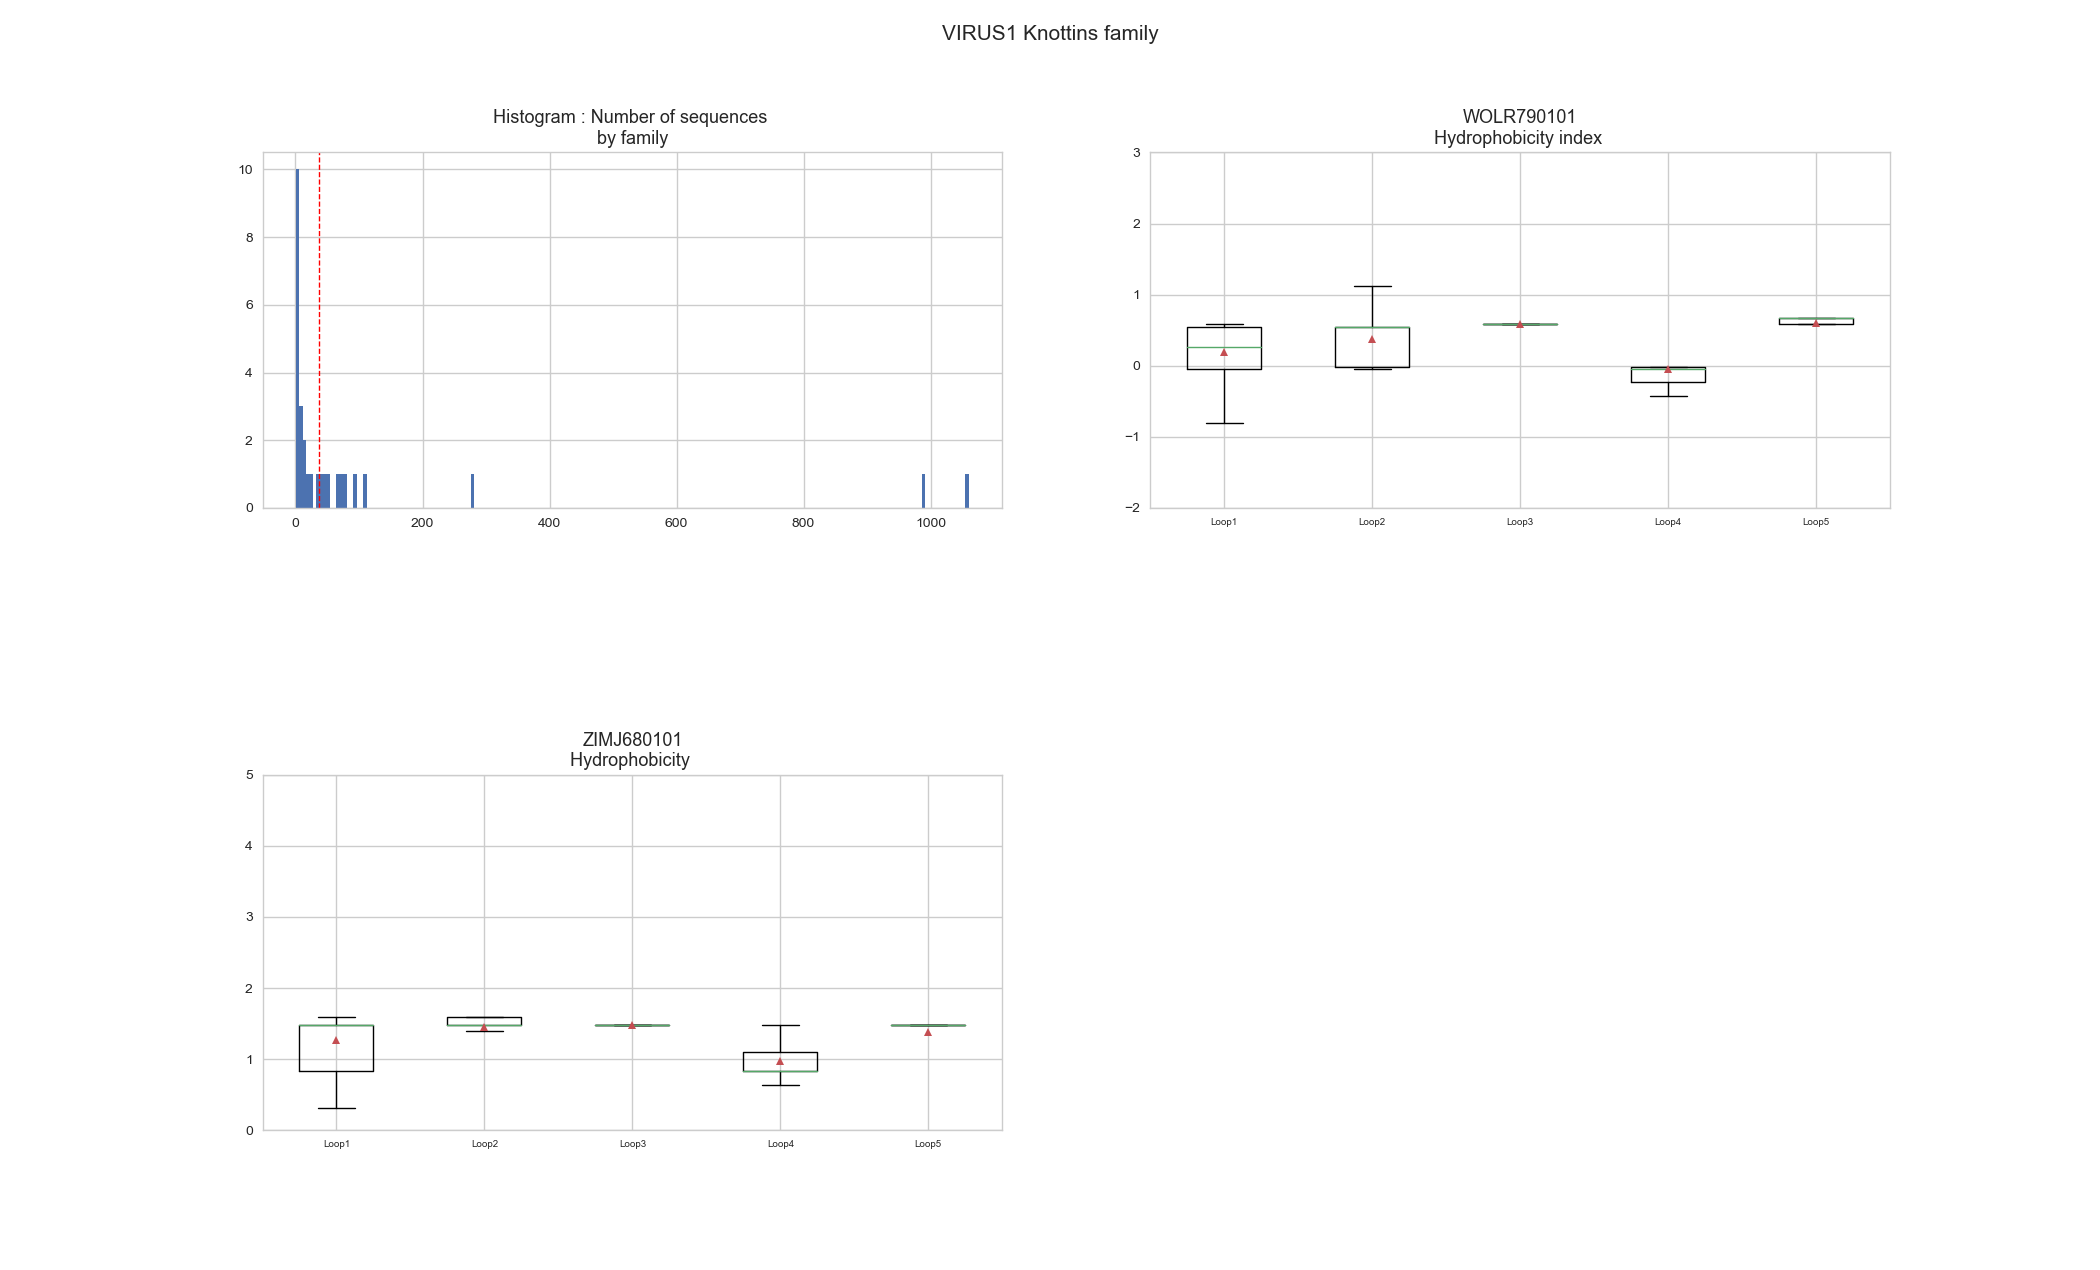 VIRUS1 Knottins family
Histogram : Number of sequences
by family
10
8
6
4
2
0
0 200 400 600 800 1000
WOLR790101
Hydrophobicity index
3
2
1
0
−1
−2
Loop1 Loop2 Loop3 Loop4 Loop5
ZIMJ680101
Hydrophobicity
5
4
3
2
1
0
Loop1 Loop2 Loop3 Loop4 Loop5